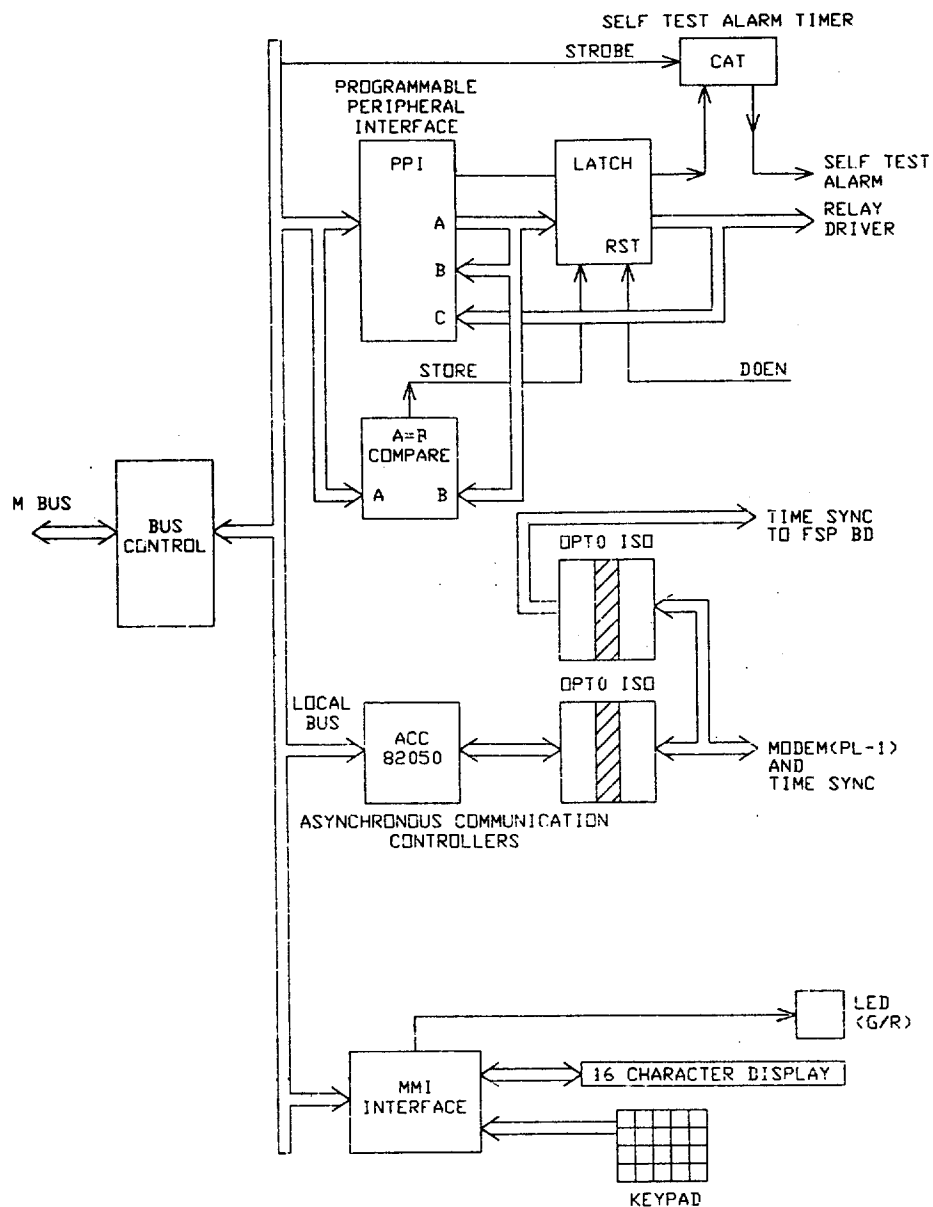 SELF TEST ALARM TIMER
STROBE
CAT
PROGRAMMABLE
PERIPHERAL
INTERFACE
PPI
LATCH
SELF TEST
ALARM
A
RELAY
DRIVER
RST
B
C
STORE
DOEN
A=B
COMPARE
A
B
M BUS
BUS
CONTROL
TIME SYNC
TO FSP BD
OPTO ISO
OPTO ISO
LOCAL
BUS
ACC
82050
MODEM(PL-1)
AND
TIME SYNC
ASYNCHRONOUS COMMUNICATION
CONTROLLERS
LED
(G/R)
MMI
INTERFACE
16 CHARACTER DISPLAY
KEYPAD